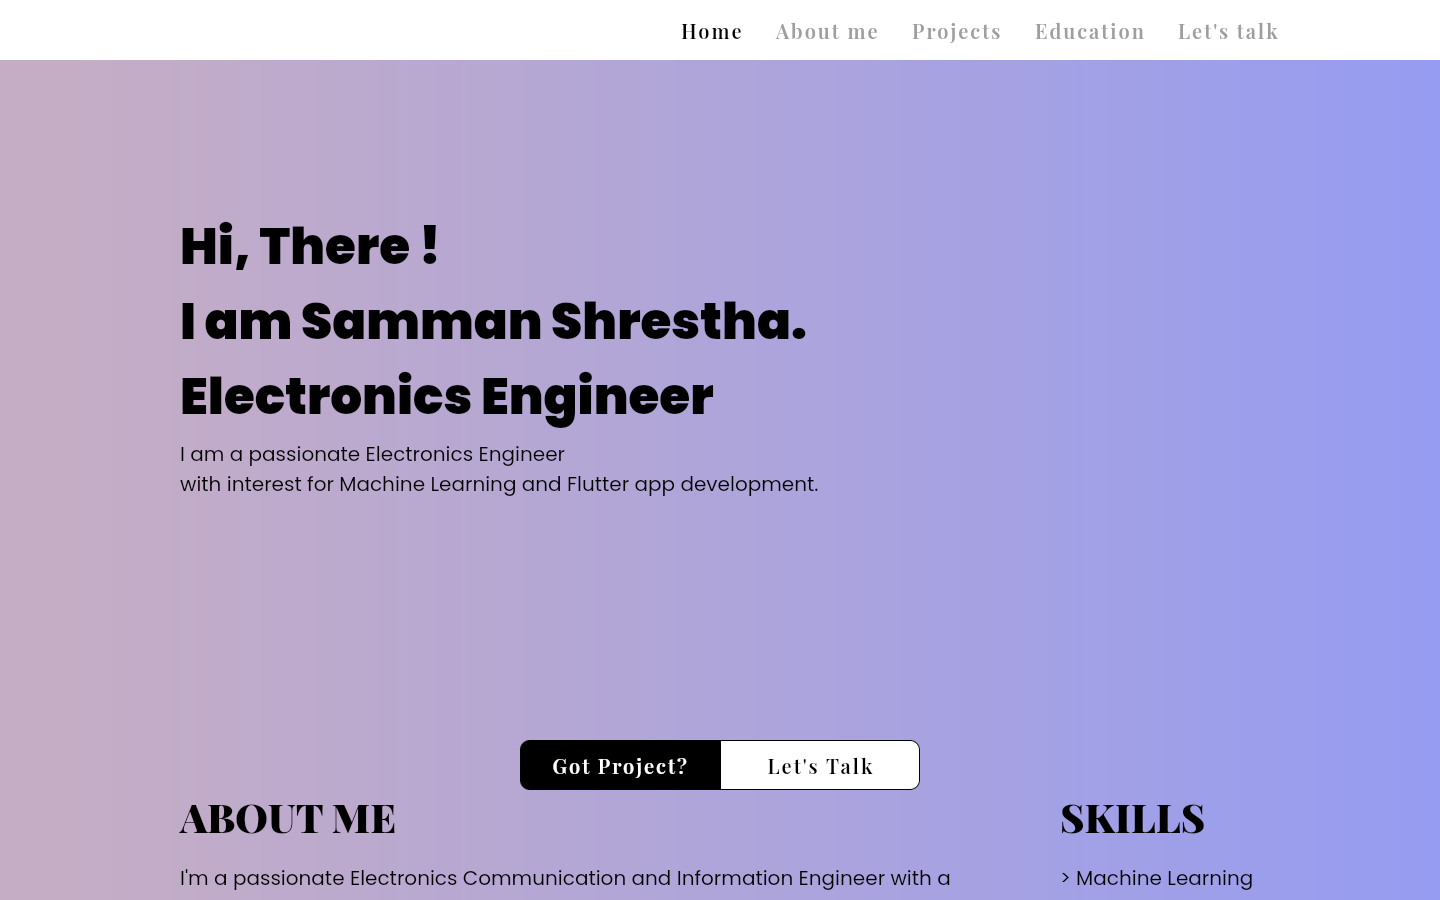 Home About me Projects Education Let's talk
Hi, There !
I am Samman Shrestha.
Electronics Engineer
I am a passionate Electronics Engineer
with interest for Machine Learning and Flutter app development.
Got Project? Let's Talk
ABOUT ME
I'm a passionate Electronics Communication and Information Engineer with a
SKILLS
> Machine Learning